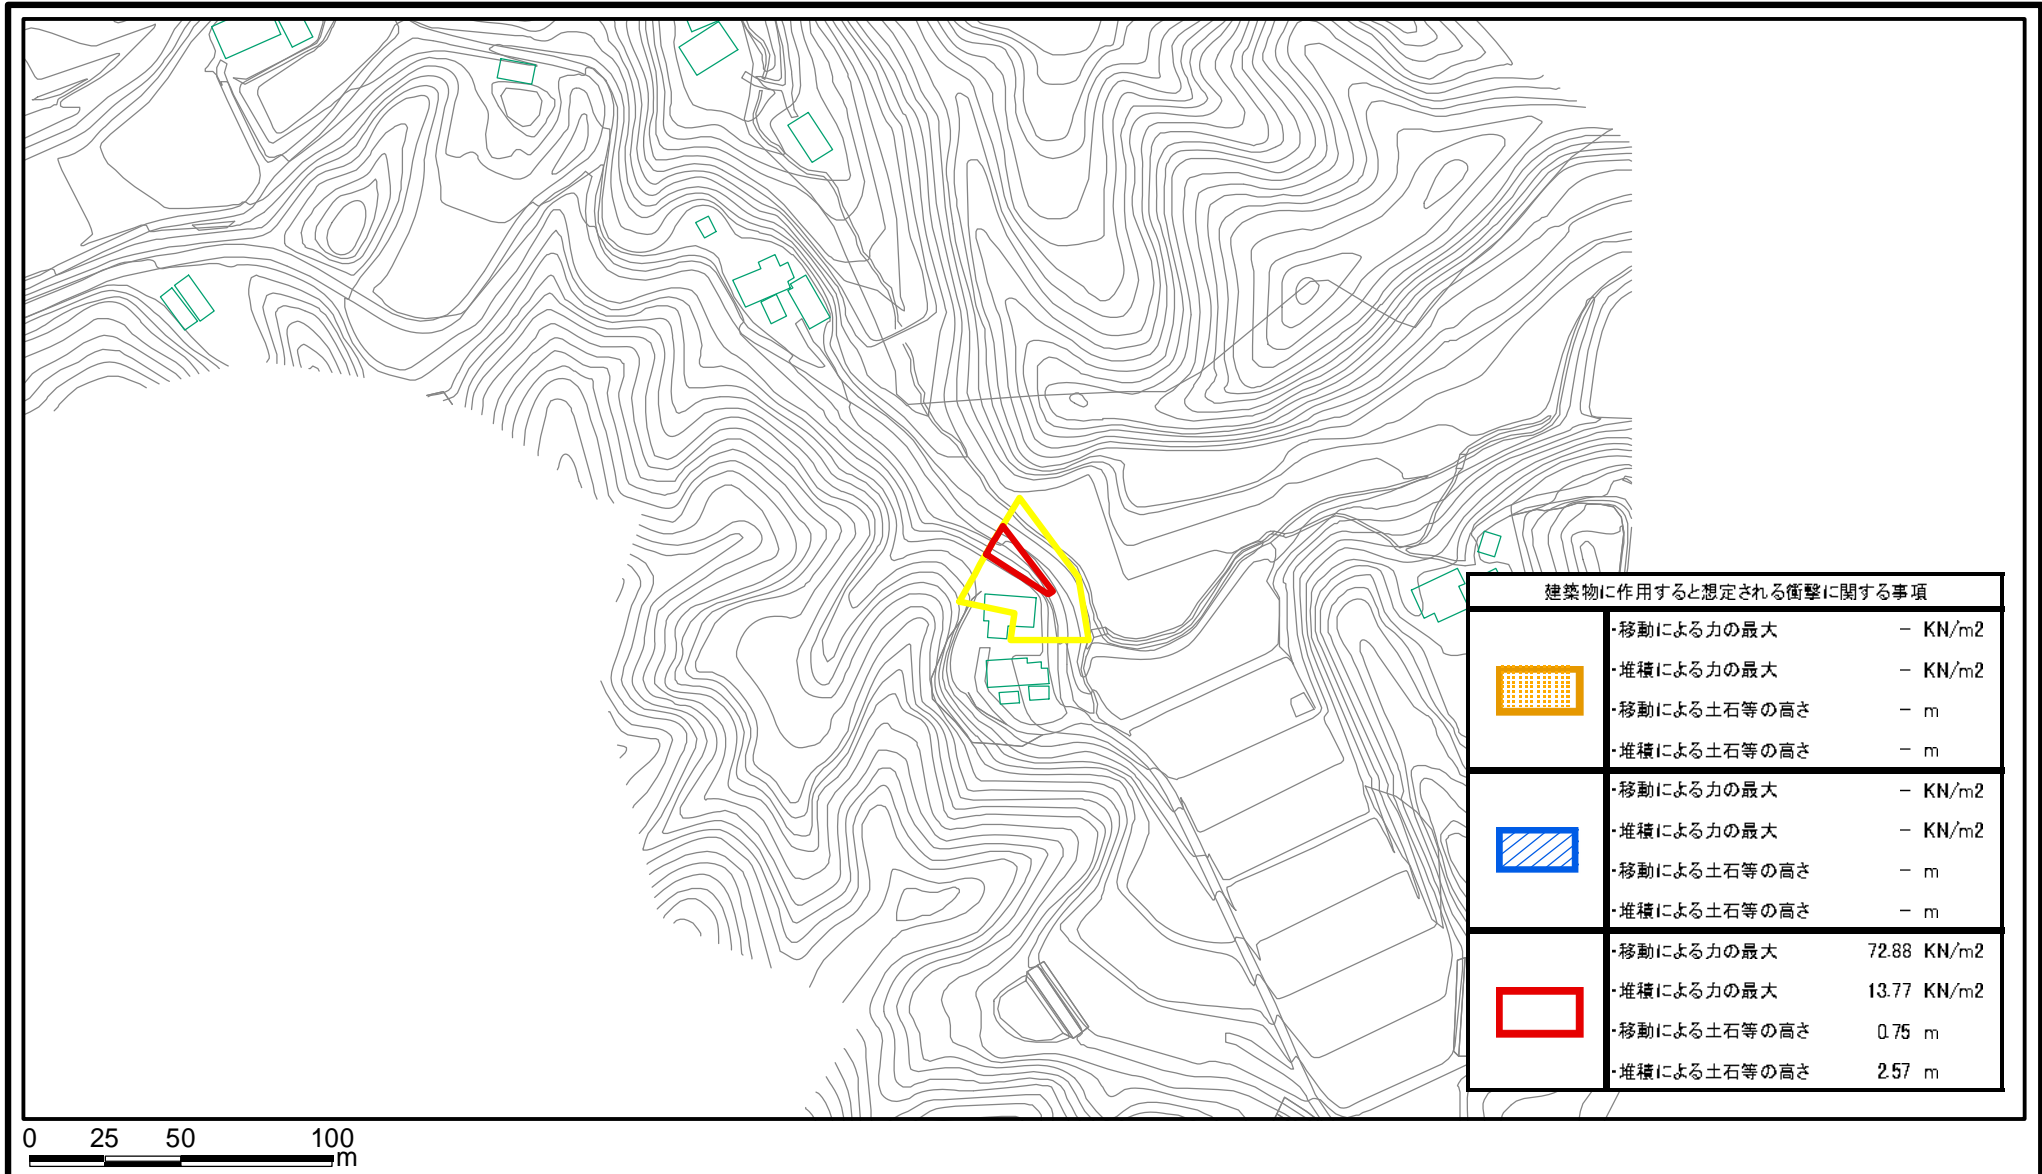 建築物に作用すると想定される衝撃に関する事項
・移動による力の最大 － KN/m2
・堆積による力の最大 － KN/m2
・移動による土石等の高さ － m
・堆積による土石等の高さ － m
・移動による力の最大 － KN/m2
・堆積による力の最大 － KN/m2
・移動による土石等の高さ － m
・堆積による土石等の高さ － m
・移動による力の最大 72.88 KN/m2
・堆積による力の最大 13.77 KN/m2
・移動による土石等の高さ 0.75 m
・堆積による土石等の高さ 2.57 m
0 25 50 100
m